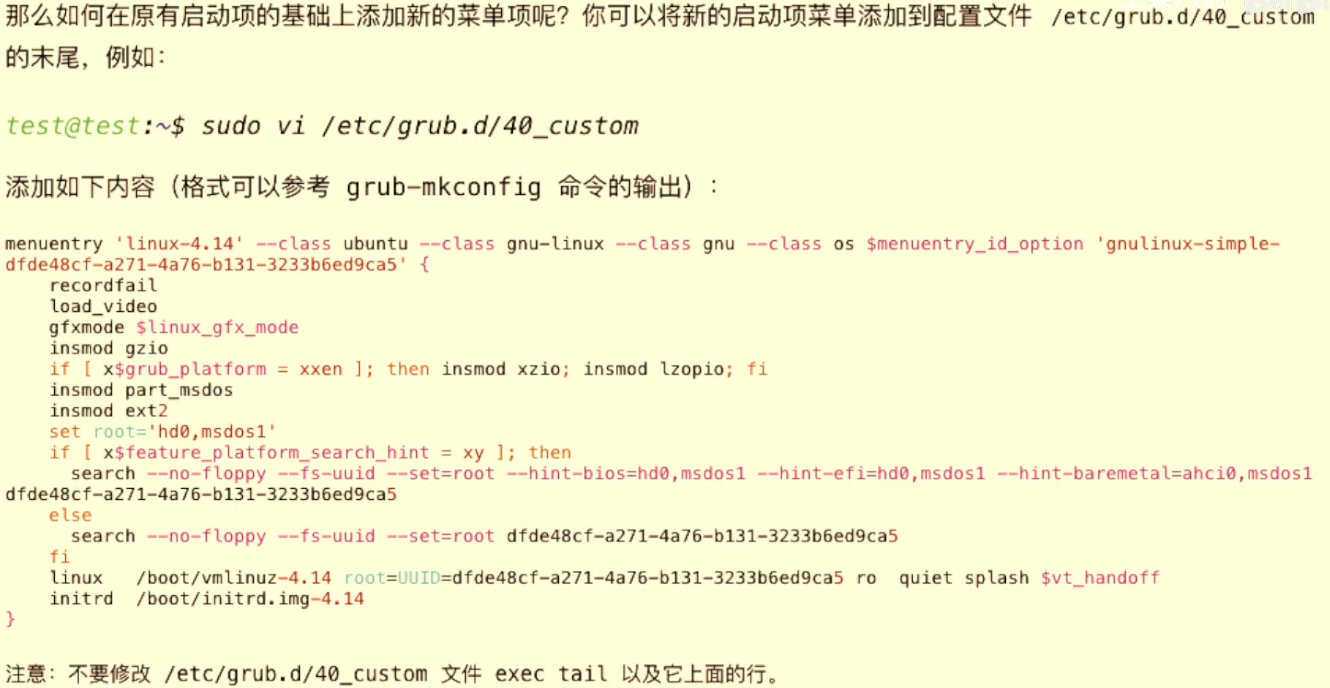 那么如何在原有启动项的基础上添加新的菜单项呢？你可以将新的启动项菜单添加到配置文件 /etc/grub.d/40_custom
的末尾，例如：
test@test:~$ sudo vi /etc/grub.d/40_custom
添加如下内容（格式可以参考 grub-mkconfig 命令的输出）：
menuentry 'linux-4.14' --class ubuntu --class gnu-linux --class gnu --class os $menuentry_id_option 'gnulinux-simple-
dfde48cf-a271-4a76-b131-3233b6ed9ca5' {
recordfail
load_video
gfxmode $linux_gfx_mode
insmod gzio
if [ x$grub_platform = xxen ]; then insmod xzio; insmod lzopio; fi
insmod part_msdos
insmod ext2
set root='hd0,msdos1'
if [ x$feature_platform_search_hint = xy ]; then
search --no-floppy --fs-uuid --set=root --hint-bios=hd0,msdos1 --hint-efi=hd0,msdos1 --hint-baremetal=ahci0,msdos1
dfde48cf-a271-4a76-b131-3233b6ed9ca5
else
search --no-floppy --fs-uuid --set=root dfde48cf-a271-4a76-b131-3233b6ed9ca5
fi
linux /boot/vmlinuz-4.14 root=UUID=dfde48cf-a271-4a76-b131-3233b6ed9ca5 ro quiet splash $vt_handoff
initrd /boot/initrd.img-4.14
}
注意：不要修改 /etc/grub.d/40_custom 文件 exec tail 以及它上面的行。